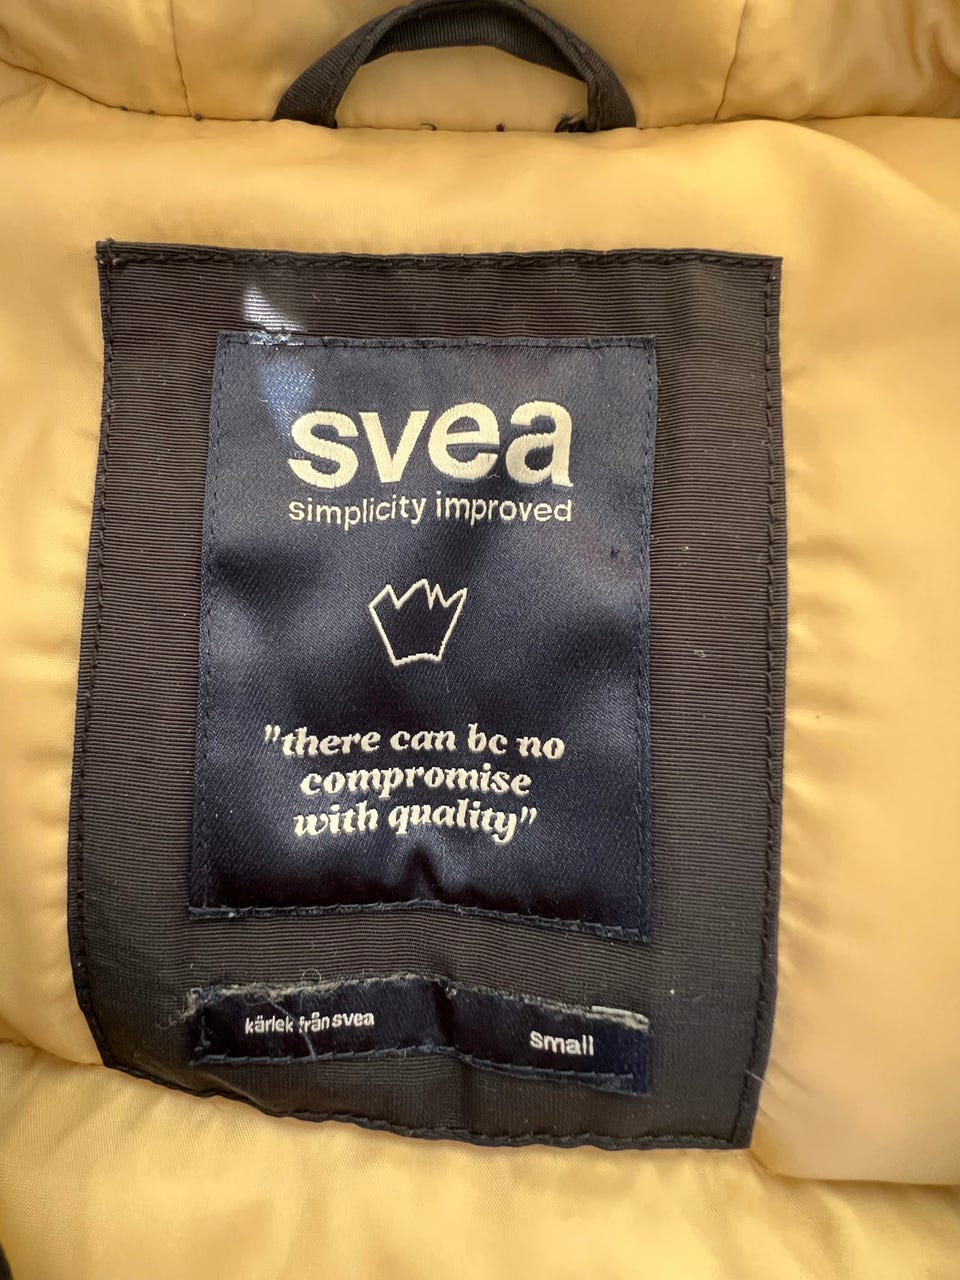 svea
simplicity improved
"there can be no
compromise
with quality"
kärlek från svea
small